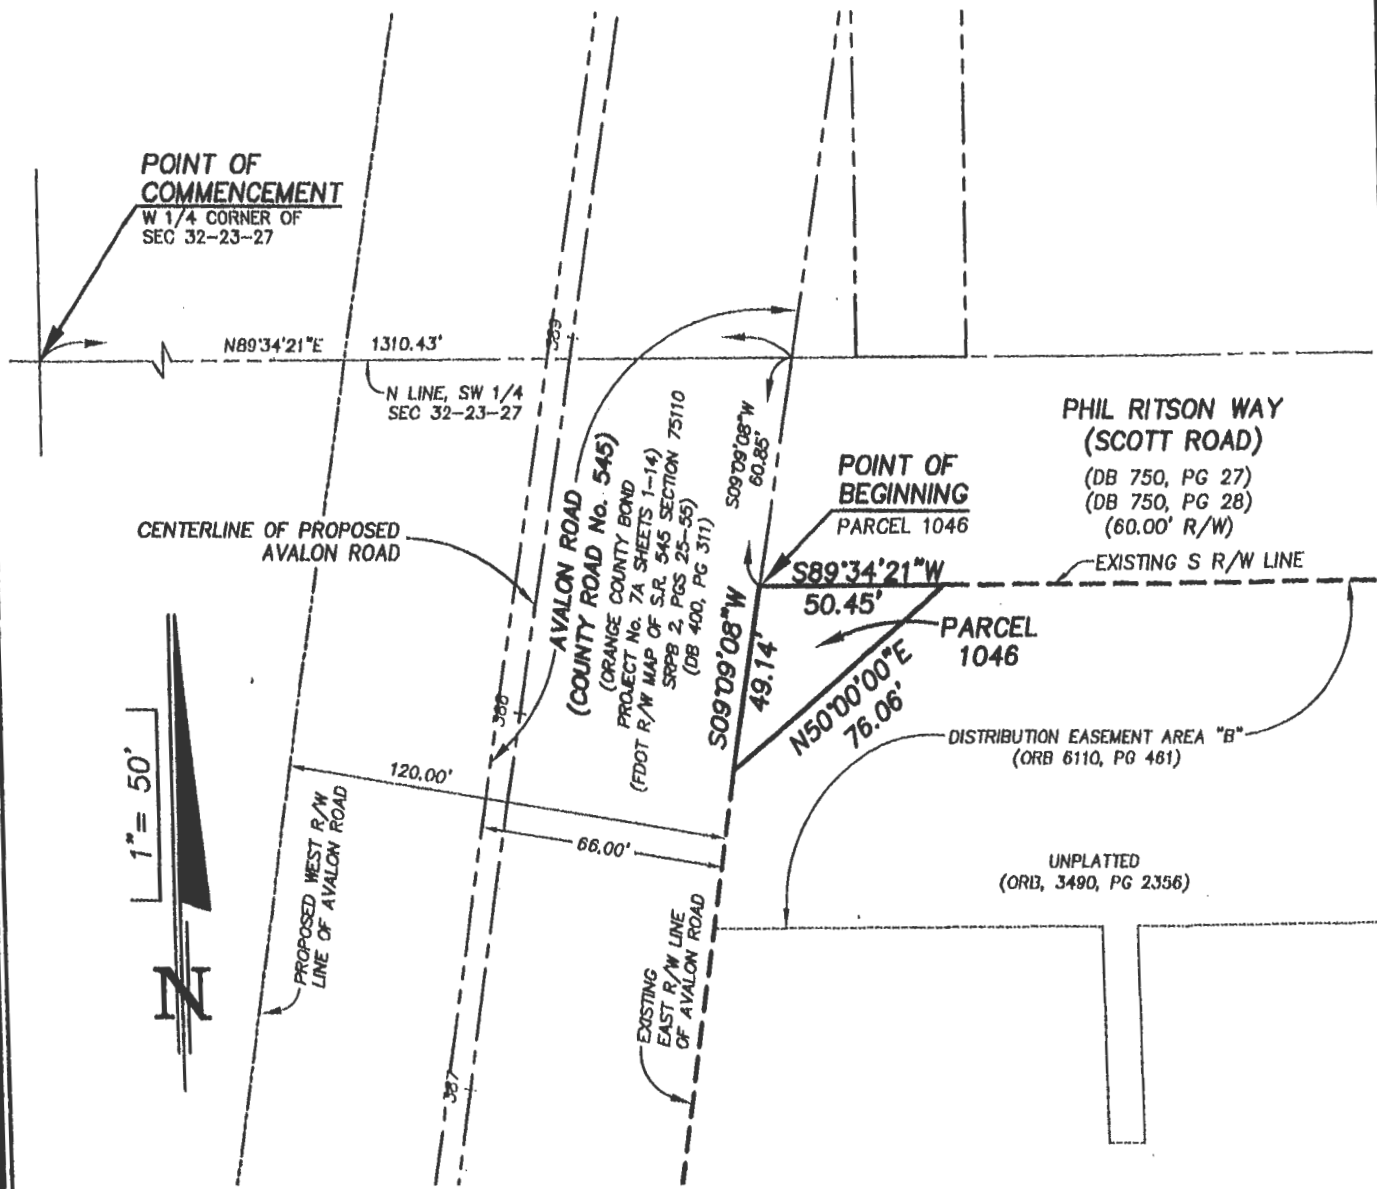 POINT OF
COMMENCEMENT
W 1/4 CORNER OF
SEC 32-23-27
N89°34'21"E 1310.43'
N LINE, SW 1/4
SEC 32-23-27
389
CENTERLINE OF PROPOSED
AVALON ROAD
AVALON ROAD
(COUNTY ROAD No. 545)
(ORANGE COUNTY BOND
PROJECT No. 7A SHEETS 1-14)
(FDOT R/W MAP OF S.R. 545 SECTION 75110
SRPB 2, PGS 25-55)
(DB 400, PG 311)
S09°09'08"W
60.85'
POINT OF
BEGINNING
PARCEL 1046
PHIL RITSON WAY
(SCOTT ROAD)
(DB 750, PG 27)
(DB 750, PG 28)
(60.00' R/W)
EXISTING S R/W LINE
S89°34'21"W
50.45'
S09°09'08"W
49.14'
N50°00'00"E
76.06'
PARCEL
1046
388
DISTRIBUTION EASEMENT AREA "B"
(ORB 6110, PG 461)
1"= 50'
N
120.00'
66.00'
PROPOSED WEST R/W
LINE OF AVALON ROAD
UNPLATTED
(ORB, 3490, PG 2356)
EXISTING
EAST R/W LINE
OF AVALON ROAD
387